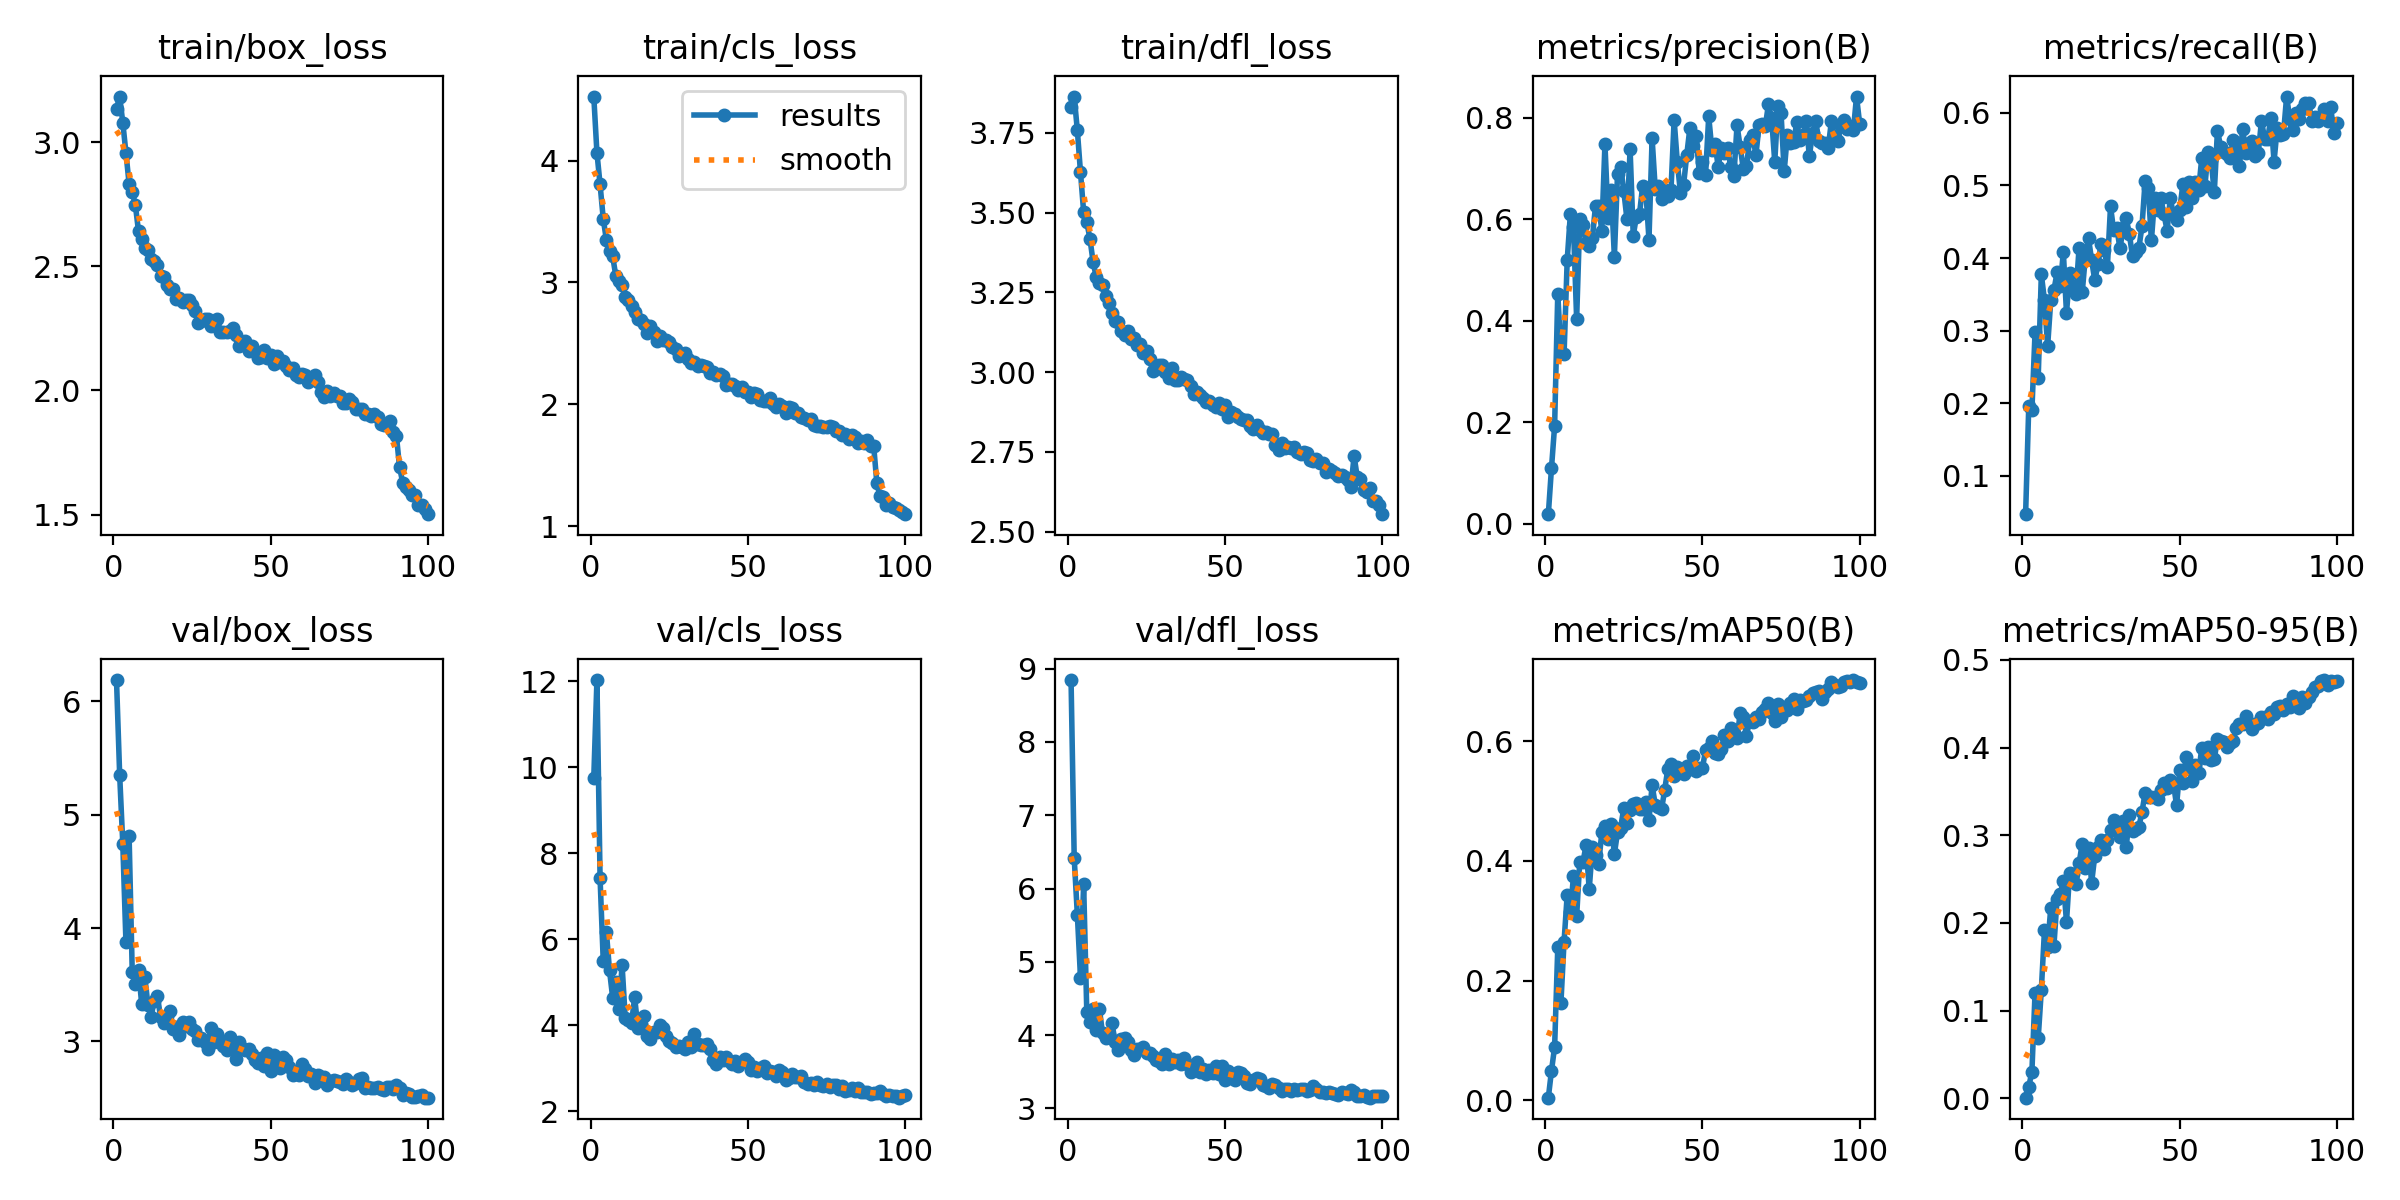 train/box_loss
3.0
2.5
2.0
1.5
0 50 100
train/cls_loss
results
smooth
4
3
2
1
0 50 100
train/dfl_loss
3.75
3.50
3.25
3.00
2.75
2.50
0 50 100
metrics/precision(B)
0.8
0.6
0.4
0.2
0.0
0 50 100
metrics/recall(B)
0.6
0.5
0.4
0.3
0.2
0.1
0 50 100
val/box_loss
6
5
4
3
0 50 100
val/cls_loss
12
10
8
6
4
2
0 50 100
val/dfl_loss
9
8
7
6
5
4
3
0 50 100
metrics/mAP50(B)
0.6
0.4
0.2
0.0
0 50 100
metrics/mAP50-95(B)
0.5
0.4
0.3
0.2
0.1
0.0
0 50 100